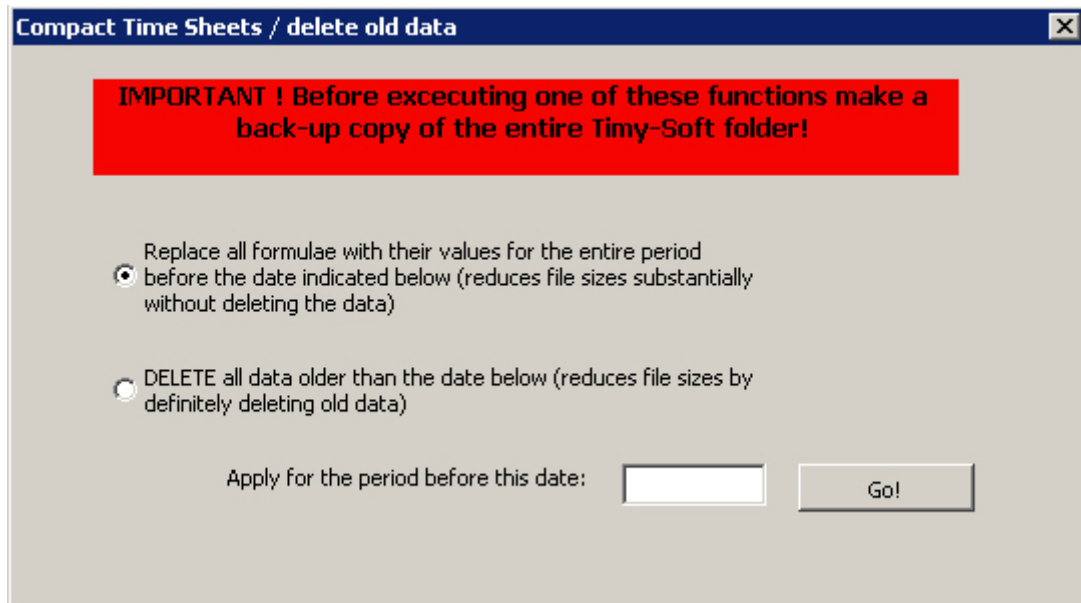 Compact Time Sheets / delete old data
IMPORTANT ! Before excecuting one of these functions make a
back-up copy of the entire Timy-Soft folder!
Replace all formulae with their values for the entire period
before the date indicated below (reduces file sizes substantially
without deleting the data)
DELETE all data older than the date below (reduces file sizes by
definitely deleting old data)
Apply for the period before this date:
Go!